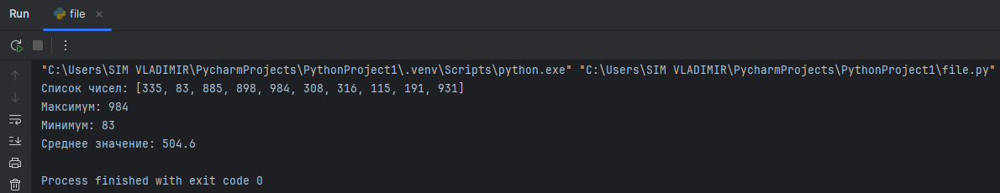 Run file
"C:\Users\SIM VLADIMIR\PycharmProjects\PythonProject1\.venv\Scripts\python.exe" "C:\Users\SIM VLADIMIR\PycharmProjects\PythonProject1\file.py"
Список чисел: [335, 83, 885, 898, 984, 308, 316, 115, 191, 931]
Максимум: 984
Минимум: 83
Среднее значение: 504.6
Process finished with exit code 0